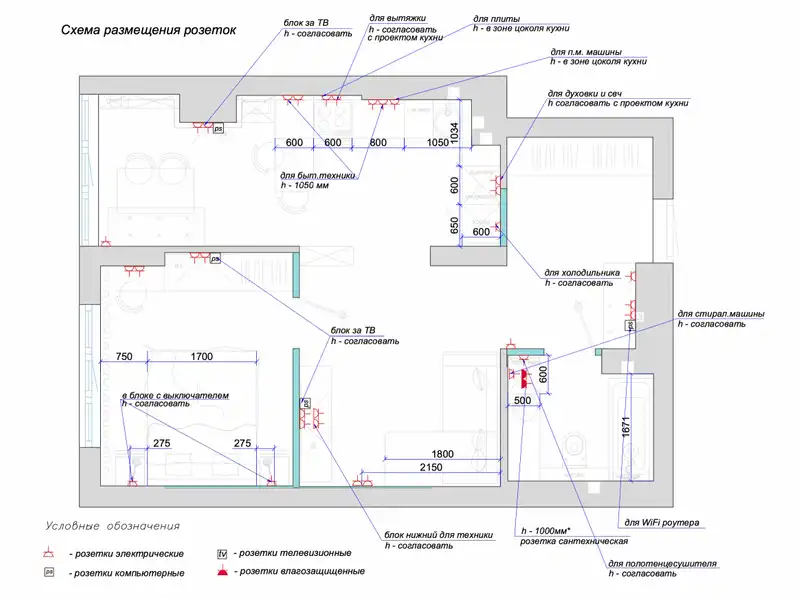 Схема размещения розеток
блок за ТВ
h - согласовать
для вытяжки
h - согласовать
с проектом кухни
для плиты
h - в зоне цоколя кухни
для п.м. машины
h - в зоне цоколя кухни
для духовки и свч
h согласовать с проектом кухни
ps
600
600
800
1050
1034
для быт.техники
h - 1050 мм
600
650
600
ps
для холодильника
h - согласовать
ps
для стирал.машины
h - согласовать
блок за ТВ
h - согласовать
750
1700
600
500
в блоке с выключателем
h - согласовать
ps
1671
275
275
1800
2150
блок нижний для техники
h - согласовать
h - 1000мм*
розетка сантехническая
для WiFi роутера
для полотенцесушителя
h - согласовать
Условные обозначения
- розетки электрические
tv - розетки телевизионные
ps - розетки компьютерные
- розетки влагозащищенные